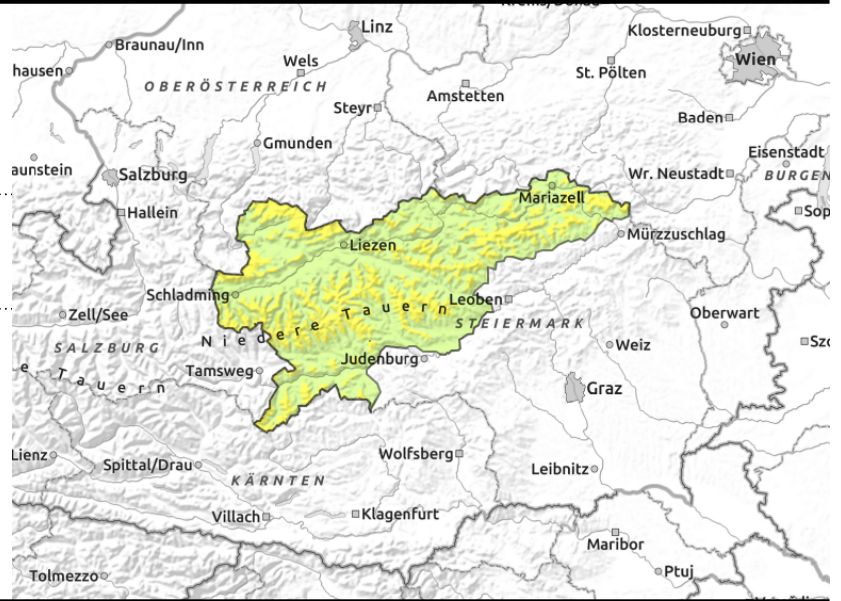 Linz
Klosterneuburg
Braunau/Inn
Wien
Wels
hausen
St. Pölten
OBERÖSTERREICH
Amstetten
Steyr
Baden
Gmunden
Eisenstadt
aunstein
Salzburg
Wr. Neustadt
BURGEN
Mariazell
Hallein
Sop
Mürzzuschlag
Liezen
Schladming
Leoben
Zell/See
Niedere Tauern
STEIERMARK
Oberwart
SALZBURG
Weiz
Szo
Judenburg
e Tauern
Tamsweg
Graz
Lienz
Wolfsberg
Spittal/Drau
Leibnitz
KÄRNTEN
Villach
Klagenfurt
Maribor
Tolmezzo
Ptuj